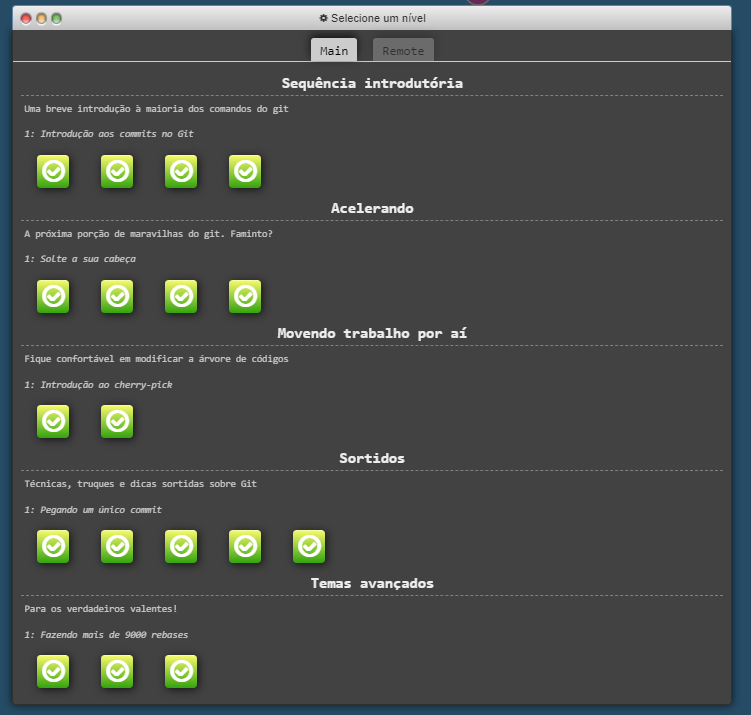 Selecione um nível
Main Remote
Sequência introdutória
Uma breve introdução à maioria dos comandos do git
1: Introdução aos commits no Git
Acelerando
A próxima porção de maravilhas do git. Faminto?
1: Solte a sua cabeça
Movendo trabalho por aí
Fique confortável em modificar a árvore de códigos
1: Introdução ao cherry-pick
Sortidos
Técnicas, truques e dicas sortidas sobre Git
1: Pegando um único commit
Temas avançados
Para os verdadeiros valentes!
1: Fazendo mais de 9000 rebases